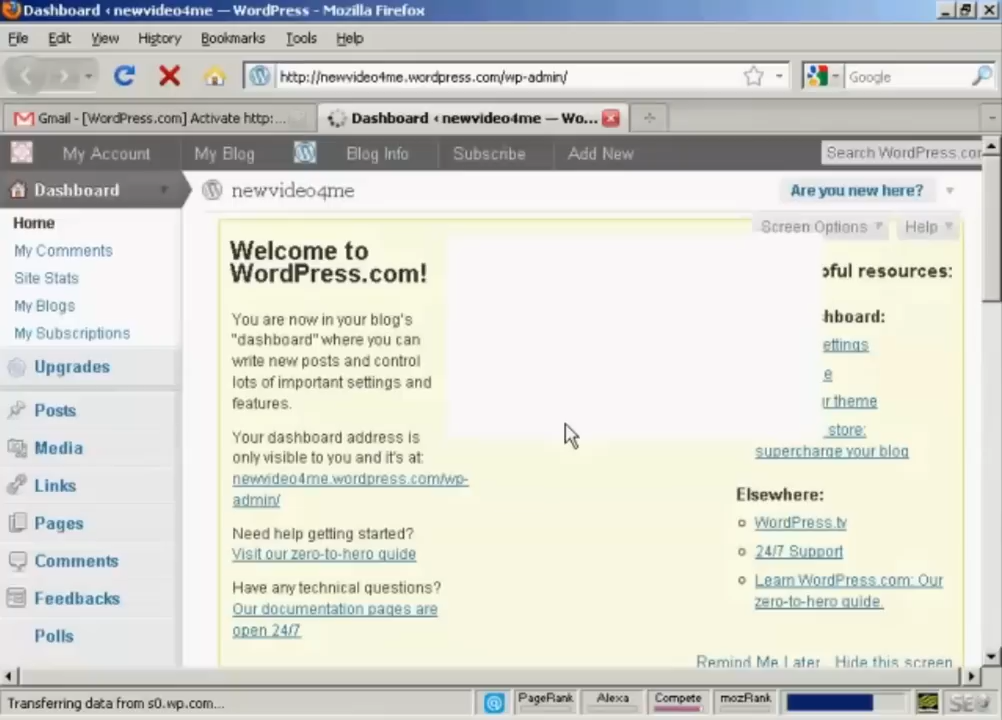 Dashboard ‹ newvideo4me — WordPress - Mozilla Firefox
File Edit View History Bookmarks Tools Help
http://newvideo4me.wordpress.com/wp-admin/
Google
Gmail - [WordPress.com] Activate http:...
Dashboard ‹ newvideo4me — Wo...
My Account My Blog Blog Info Subscribe Add New
Search WordPress.cor
Dashboard
newvideo4me
Are you new here?
Screen Options Help
Home
My Comments
Site Stats
My Blogs
My Subscriptions
Upgrades
Posts
Media
Links
Pages
Comments
Feedbacks
Polls
Welcome to
WordPress.com!
You are now in your blog's
"dashboard" where you can
write new posts and control
lots of important settings and
features.
Your dashboard address is
only visible to you and it's at:
newvideo4me.wordpress.com/wp-
admin/
Need help getting started?
Visit our zero-to-hero guide
Have any technical questions?
Our documentation pages are
open 24/7
resources:
theme
store:
supercharge your blog
Elsewhere:
WordPress.tv
24/7 Support
Learn WordPress.com: Our
zero-to-hero guide.
Remind Me Later Hide this screen
Transferring data from s0.wp.com...
PageRank
Alexa
Compete
mozRank